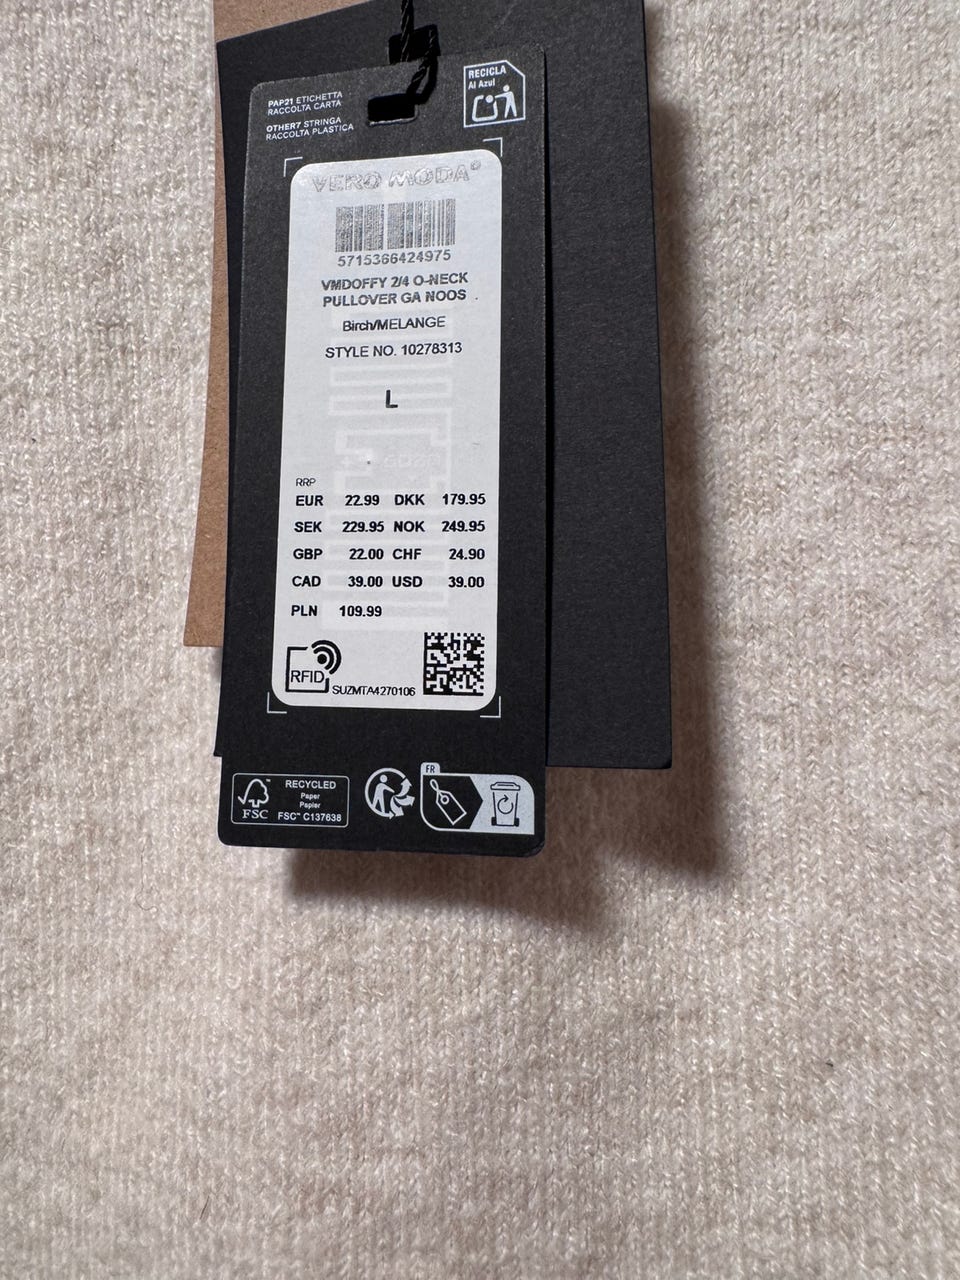 PAP21 ETICHETTA
RACCOLTA CARTA
OTHER7 STRINGA
RACCOLTA PLASTICA
RECICLA
Al Azul
VERO MODA®
5715366424975
VMDOFFY 2/4 O-NECK
PULLOVER GA NOOS
Birch/MELANGE
STYLE NO. 10278313
L
RRP
EUR 22.99 DKK 179.95
SEK 229.95 NOK 249.95
GBP 22.00 CHF 24.90
CAD 39.00 USD 39.00
PLN 109.99
RFID
SUZMTA4270106
FSC™
RECYCLED
Paper
Papier
FSC™ C137638
FR